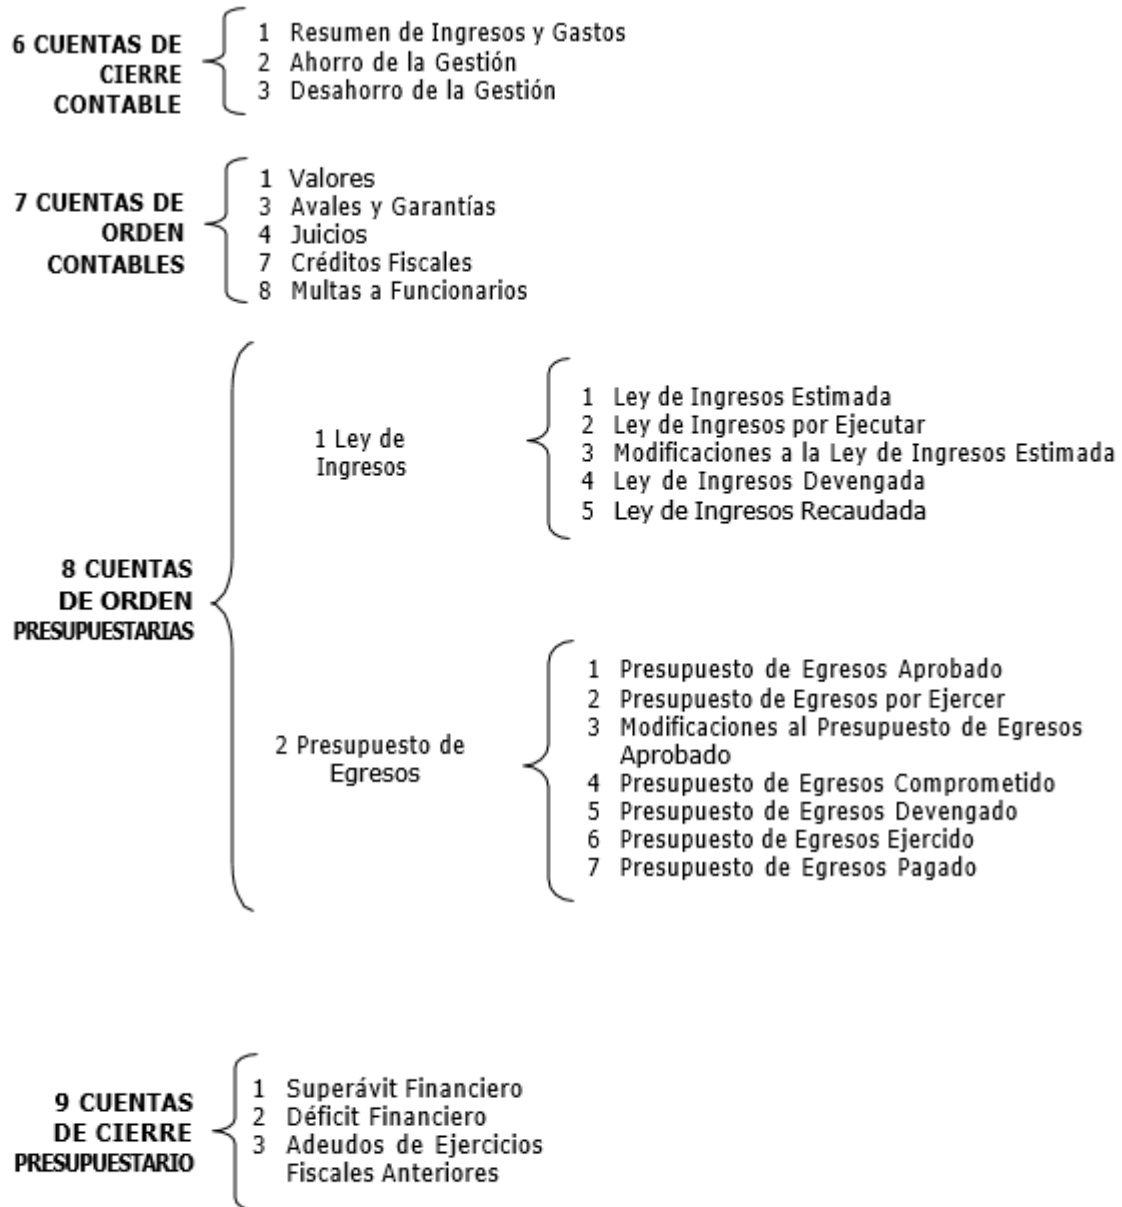 6 CUENTAS DE
CIERRE
CONTABLE
1 Resumen de Ingresos y Gastos
2 Ahorro de la Gestión
3 Desahorro de la Gestión
7 CUENTAS DE
ORDEN
CONTABLES
1 Valores
3 Avales y Garantías
4 Juicios
7 Créditos Fiscales
8 Multas a Funcionarios
8 CUENTAS
DE ORDEN
PRESUPUESTARIAS
1 Ley de
Ingresos
1 Ley de Ingresos Estimada
2 Ley de Ingresos por Ejecutar
3 Modificaciones a la Ley de Ingresos Estimada
4 Ley de Ingresos Devengada
5 Ley de Ingresos Recaudada
2 Presupuesto de
Egresos
1 Presupuesto de Egresos Aprobado
2 Presupuesto de Egresos por Ejercer
3 Modificaciones al Presupuesto de Egresos
Aprobado
4 Presupuesto de Egresos Comprometido
5 Presupuesto de Egresos Devengado
6 Presupuesto de Egresos Ejercido
7 Presupuesto de Egresos Pagado
9 CUENTAS
DE CIERRE
PRESUPUESTARIO
1 Superávit Financiero
2 Déficit Financiero
3 Adeudos de Ejercicios
Fiscales Anteriores